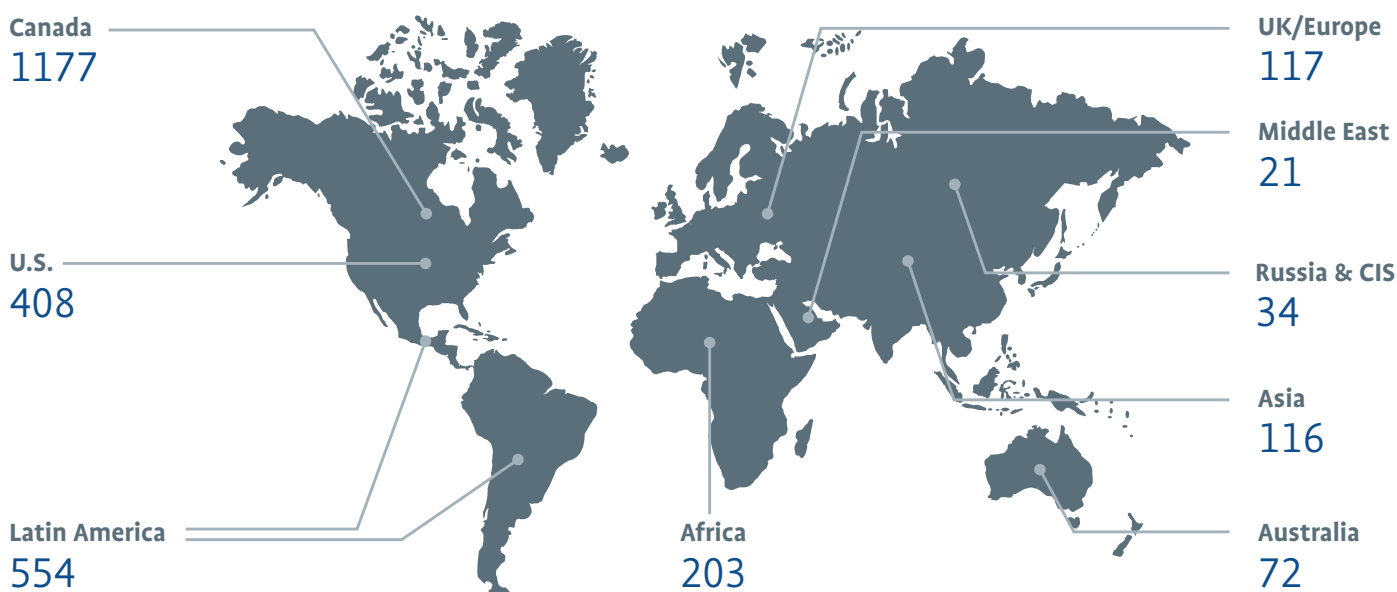 Canada
1177
U.S.
408
Latin America
554
Africa
203
UK/Europe
117
Middle East
21
Russia & CIS
34
Asia
116
Australia
72